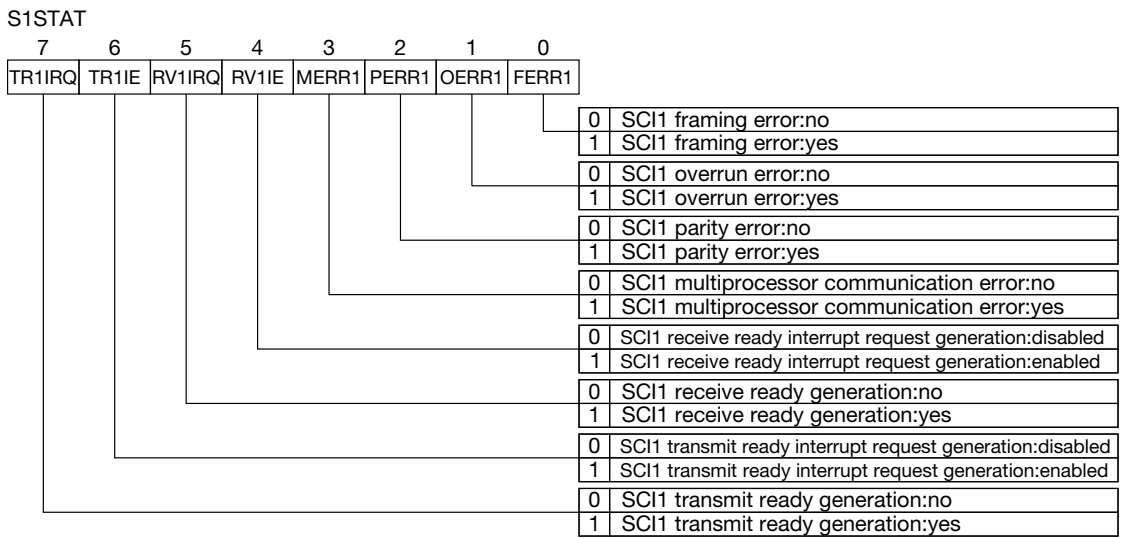 S1STAT
7 6 5 4 3 2 1 0
TR1IRQ TR1IE RV1IRQ RV1IE MERR1 PERR1 OERR1 FERR1
0 SCI1 framing error:no
1 SCI1 framing error:yes
0 SCI1 overrun error:no
1 SCI1 overrun error:yes
0 SCI1 parity error:no
1 SCI1 parity error:yes
0 SCI1 multiprocessor communication error:no
1 SCI1 multiprocessor communication error:yes
0 SCI1 receive ready interrupt request generation:disabled
1 SCI1 receive ready interrupt request generation:enabled
0 SCI1 receive ready generation:no
1 SCI1 receive ready generation:yes
0 SCI1 transmit ready interrupt request generation:disabled
1 SCI1 transmit ready interrupt request generation:enabled
0 SCI1 transmit ready generation:no
1 SCI1 transmit ready generation:yes